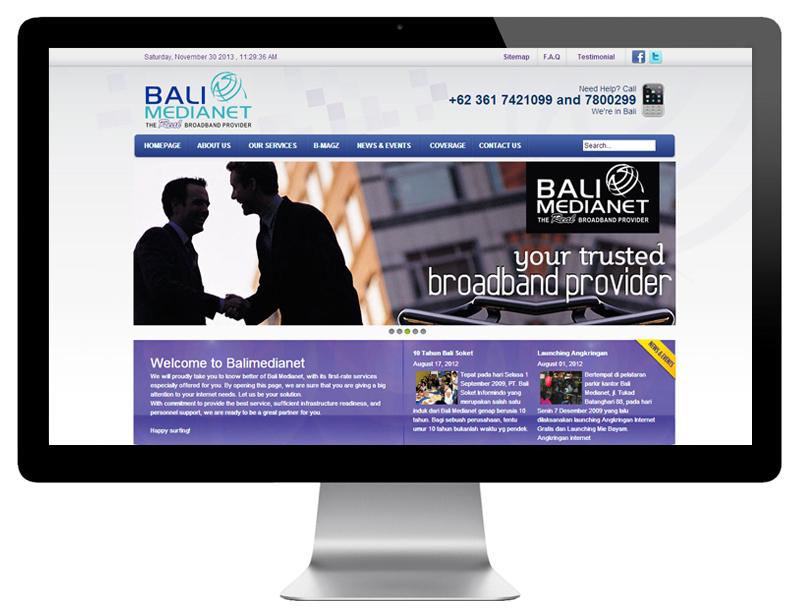 Saturday, November 30 2013 , 11:29:36 AM
Sitemap
F.A.Q
Testimonial
BALI
MEDIANET
THE Real BROADBAND PROVIDER
Need Help? Call
+62 361 7421099 and 7800299
We're in Bali
HOMEPAGE
ABOUT US
OUR SERVICES
B-MAGZ
NEWS & EVENTS
COVERAGE
CONTACT US
Search...
BALI
MEDIANET
THE Real BROADBAND PROVIDER
your trusted
broadband provider
Welcome to Balimedianet
We will proudly take you to know better of Bali Medianet, with its first-rate services
especially offered for you. By opening this page, we are sure that you are giving a big
attention to your internet needs. Let us be your solution.
With commitment to provide the best service, sufficient infrastructure readiness, and
personnel support, we are ready to be a great partner for you.
Happy surfing!
10 Tahun Bali Soket
August 17, 2012
Tepat pada hari Selasa 1
September 2009, PT. Bali
Soket Informindo yang
merupakan salah satu
induk dari Bali Medianet genap berusia 10
tahun. Bagi sebuah perusahaan, tentu
umur 10 tahun bukanlah waktu yg pendek.
Launching Angkringan
August 01, 2012
Bertempat di pelataran
parkir kantor Bali
Medianet, jl. Tukad
Batanghari 88, pada hari
Senin 7 Desember 2009 yang lalu
dilaksanakan launching Angkringan Internet
Gratis dan Launching Mie Bayam.
Angkringan internet
NEWS & EVENTS